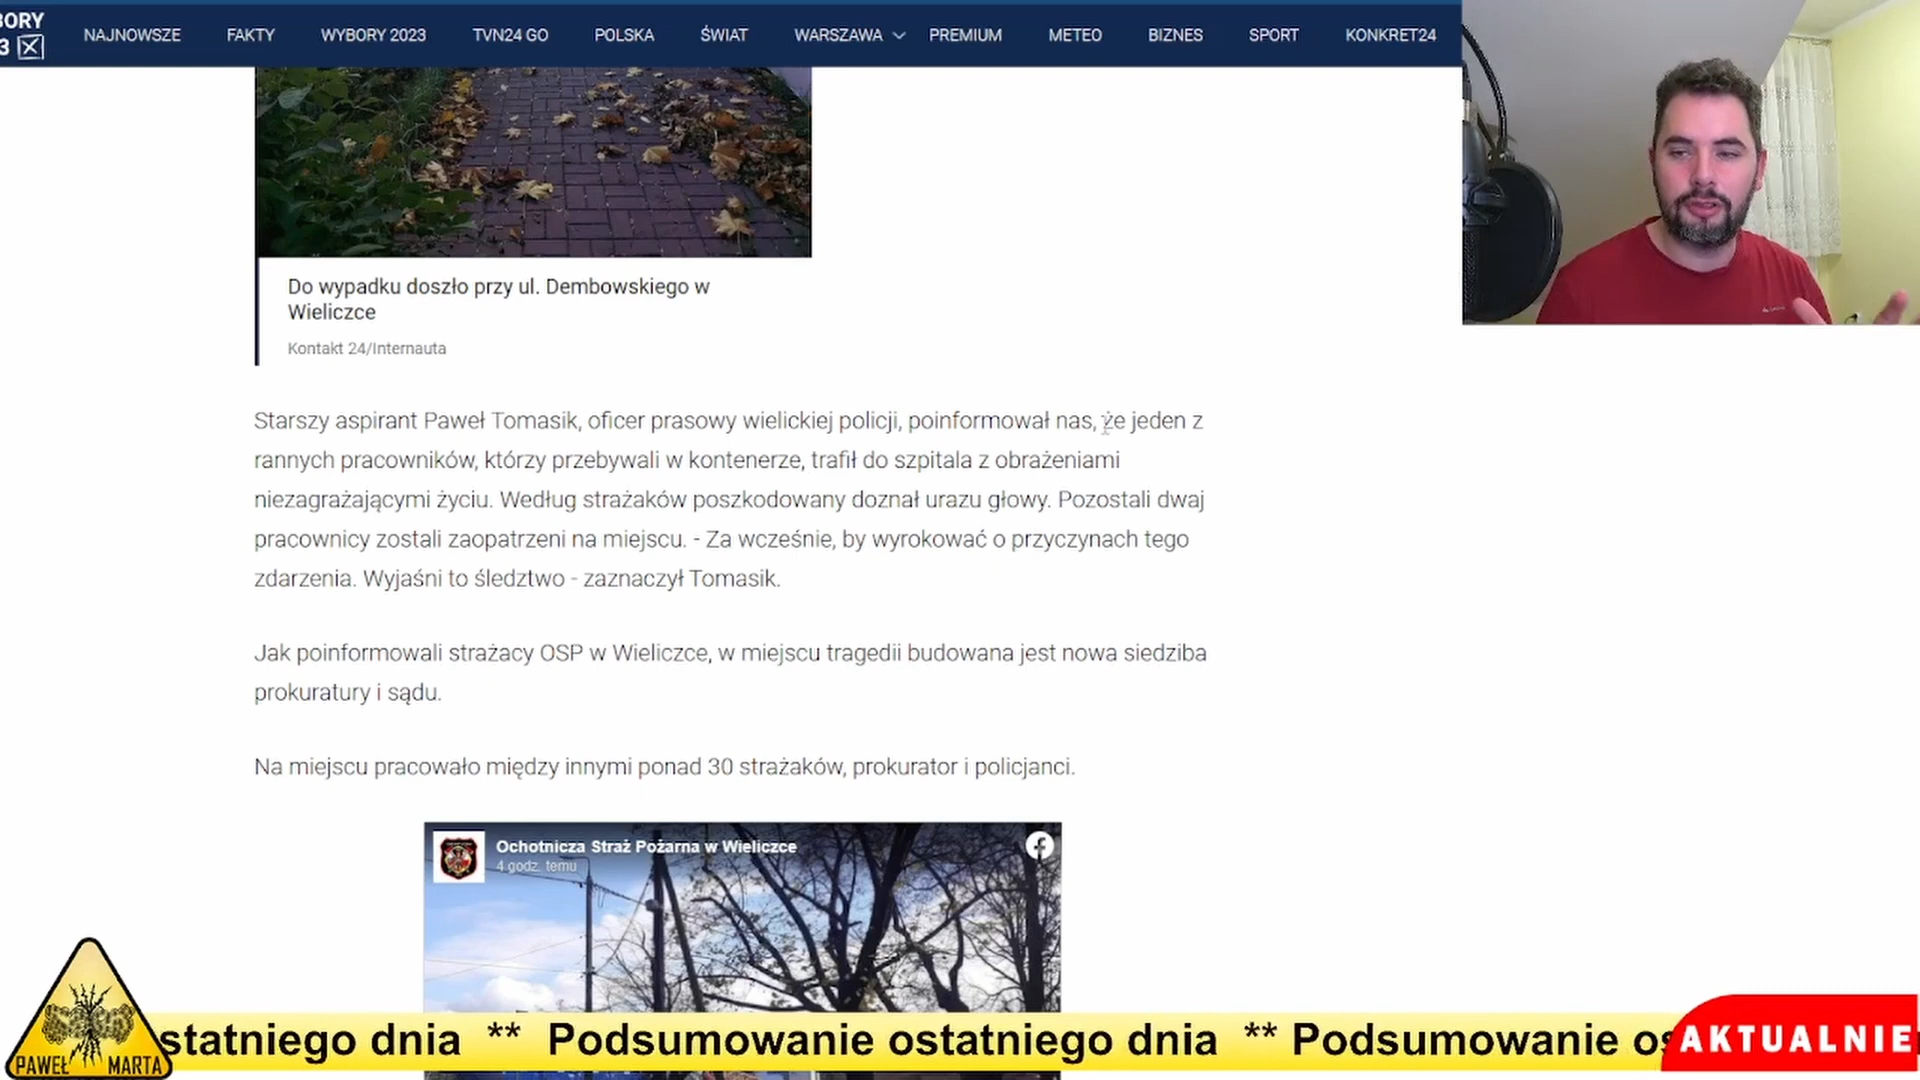 BORY
3
NAJNOWSZE FAKTY WYBORY 2023 TVN24 GO POLSKA ŚWIAT WARSZAWA PREMIUM METEO BIZNES SPORT KONKRET24
Do wypadku doszło przy ul. Dembowskiego w
Wieliczce
Kontakt 24/Internauta
Starszy aspirant Paweł Tomasik, oficer prasowy wielickiej policji, poinformował nas, że jeden z
rannych pracowników, którzy przebywali w kontenerze, trafił do szpitala z obrażeniami
niezagrażającymi życiu. Według strażaków poszkodowany doznał urazu głowy. Pozostali dwaj
pracownicy zostali zaopatrzeni na miejscu. - Za wcześnie, by wyrokować o przyczynach tego
zdarzenia. Wyjaśni to śledztwo - zaznaczył Tomasik.
Jak poinformowali strażacy OSP w Wieliczce, w miejscu tragedii budowana jest nowa siedziba
prokuratury i sądu.
Na miejscu pracowało między innymi ponad 30 strażaków, prokurator i policjanci.
Ochotnicza Straż Pożarna w Wieliczce
4 godz. temu
statniego dnia ** Podsumowanie ostatniego dnia ** Podsumowanie os
AKTUALNIE
PAWEŁ MARTA